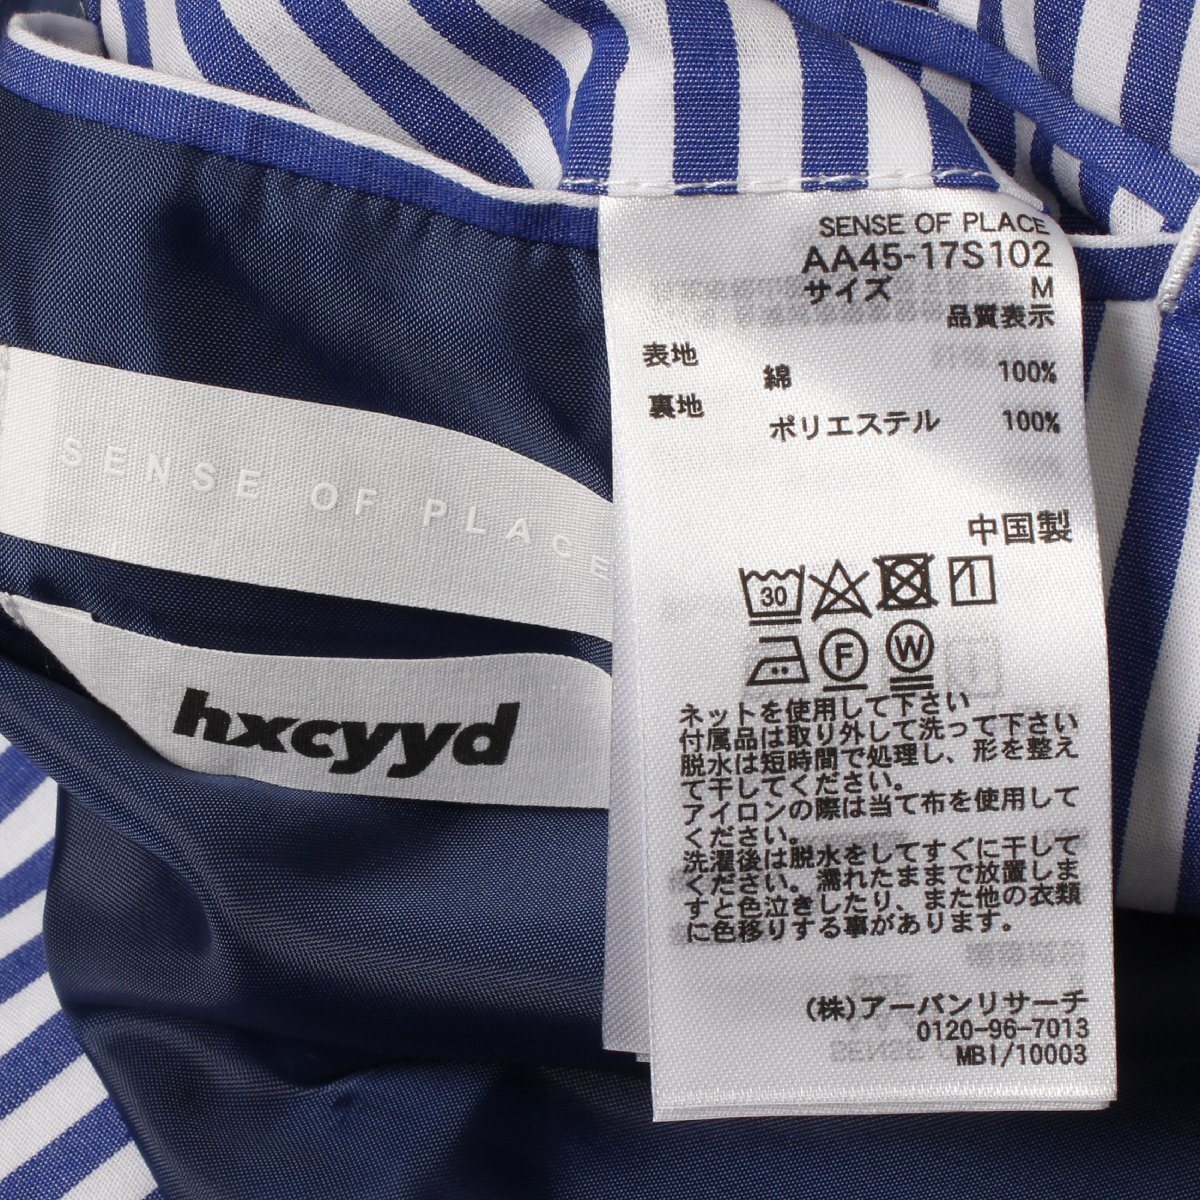 SENSE OF PLACE
hxcyyd
SENSE OF PLACE
AA45-17S102
サイズ M
品質表示
表地 綿 100%
裏地 ポリエステル 100%
中国製
30
F W
ネットを使用して下さい
付属品は取り外して洗って下さい
脱水は短時間で処理し、形を整え
て干してください。
アイロンの際は当て布を使用して
ください。
洗濯後は脱水をしてすぐに干して
ください。濡れたままで放置しま
すと色泣きしたり、また他の衣類
に色移りする事があります。
(株)アーバンリサーチ
0120-96-7013
MBI/10003